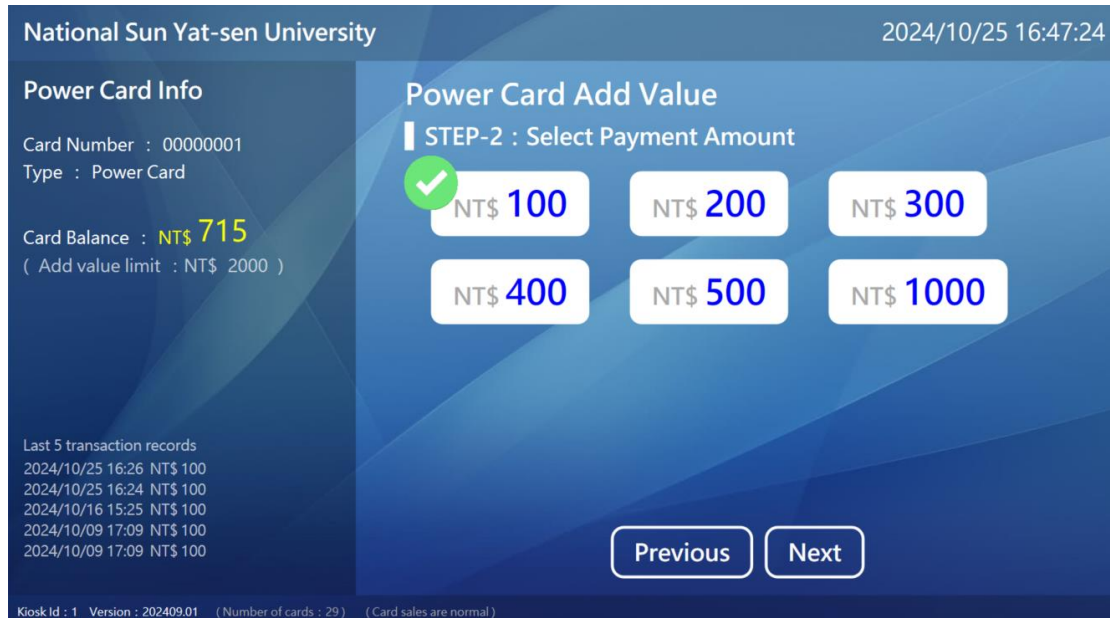 National Sun Yat-sen University
2024/10/25 16:47:24
Power Card Info
Card Number : 00000001
Type : Power Card
Card Balance : NT$ 715
( Add value limit : NT$ 2000 )
Last 5 transaction records
2024/10/25 16:26 NT$ 100
2024/10/25 16:24 NT$ 100
2024/10/16 15:25 NT$ 100
2024/10/09 17:09 NT$ 100
2024/10/09 17:09 NT$ 100
Power Card Add Value
STEP-2 : Select Payment Amount
NT$ 100
NT$ 200
NT$ 300
NT$ 400
NT$ 500
NT$ 1000
Previous
Next
Kiosk Id : 1 Version : 202409.01 ( Number of cards : 29 ) ( Card sales are normal )